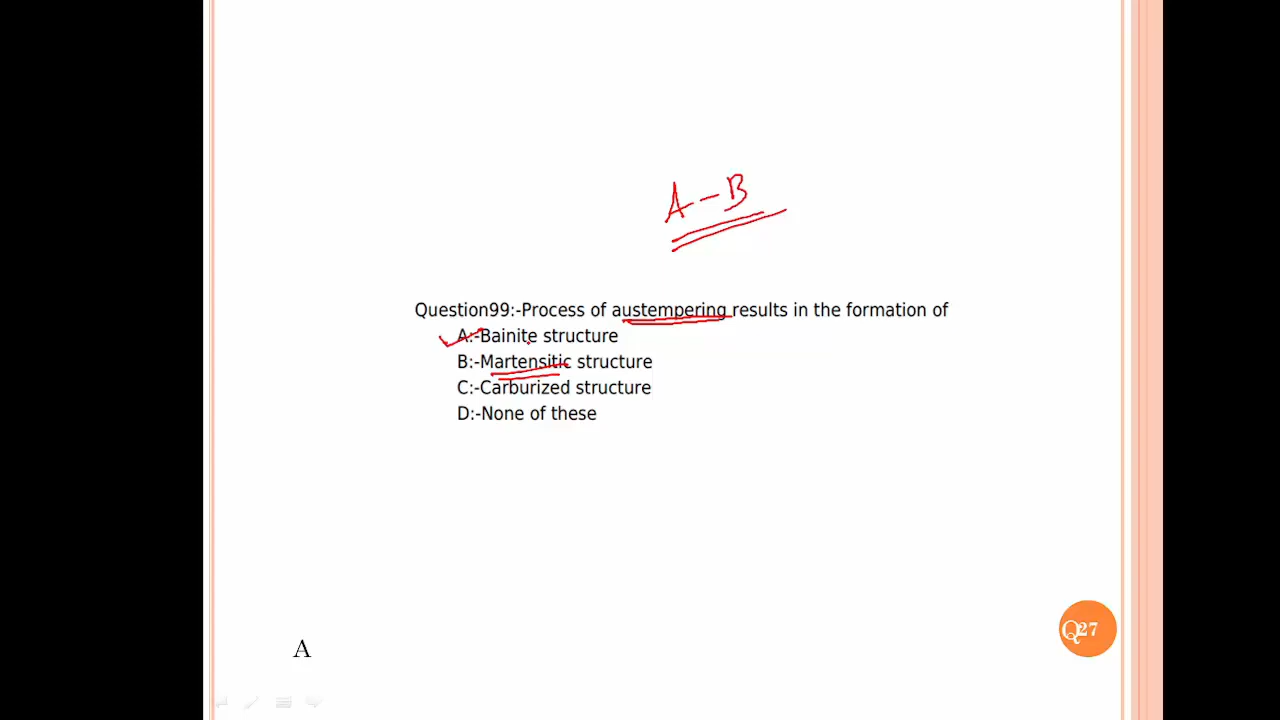 A-B
Question99:-Process of austempering results in the formation of
A:-Bainite structure
B:-Martensitic structure
C:-Carburized structure
D:-None of these
A
Q27